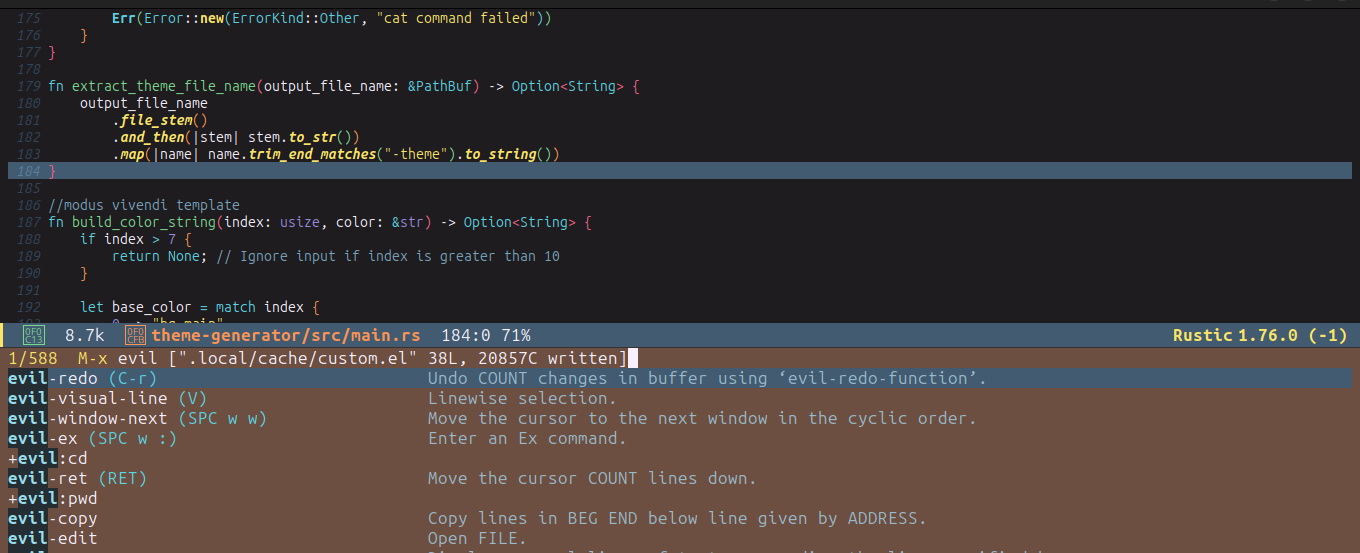 175         Err(Error::new(ErrorKind::Other, "cat command failed"))
176     }
177 }
178
179 fn extract_theme_file_name(output_file_name: &PathBuf) -> Option<String> {
180     output_file_name
181         .file_stem()
182         .and_then(|stem| stem.to_str())
183         .map(|name| name.trim_end_matches("-theme").to_string())
184 }
185
186 //modus vivendi template
187 fn build_color_string(index: usize, color: &str) -> Option<String> {
188     if index > 7 {
189         return None; // Ignore input if index is greater than 10
190     }
191
192     let base_color = match index {
0F0C13 8.7k 0F0CFB theme-generator/src/main.rs 184:0 71% Rustic 1.76.0 (-1)
1/588 M-x evil [".local/cache/custom.el" 38L, 20857C written]
evil-redo (C-r) Undo COUNT changes in buffer using ‘evil-redo-function’.
evil-visual-line (V) Linewise selection.
evil-window-next (SPC w w) Move the cursor to the next window in the cyclic order.
evil-ex (SPC w :) Enter an Ex command.
+evil:cd
evil-ret (RET) Move the cursor COUNT lines down.
+evil:pwd
evil-copy Copy lines in BEG END below line given by ADDRESS.
evil-edit Open FILE.